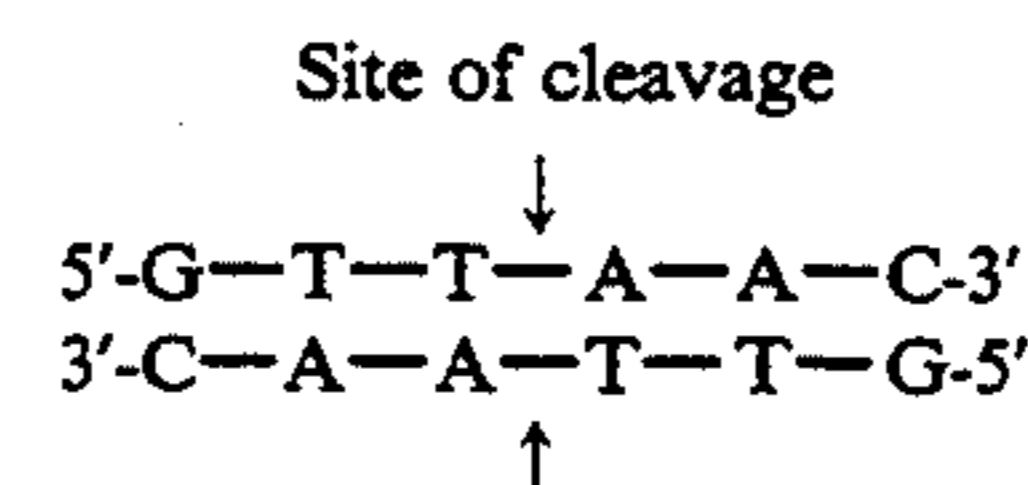 Site of cleavage
↓
5′-G—T—T—A—A—C-3′
3′-C—A—A—T—T—G-5′
↑